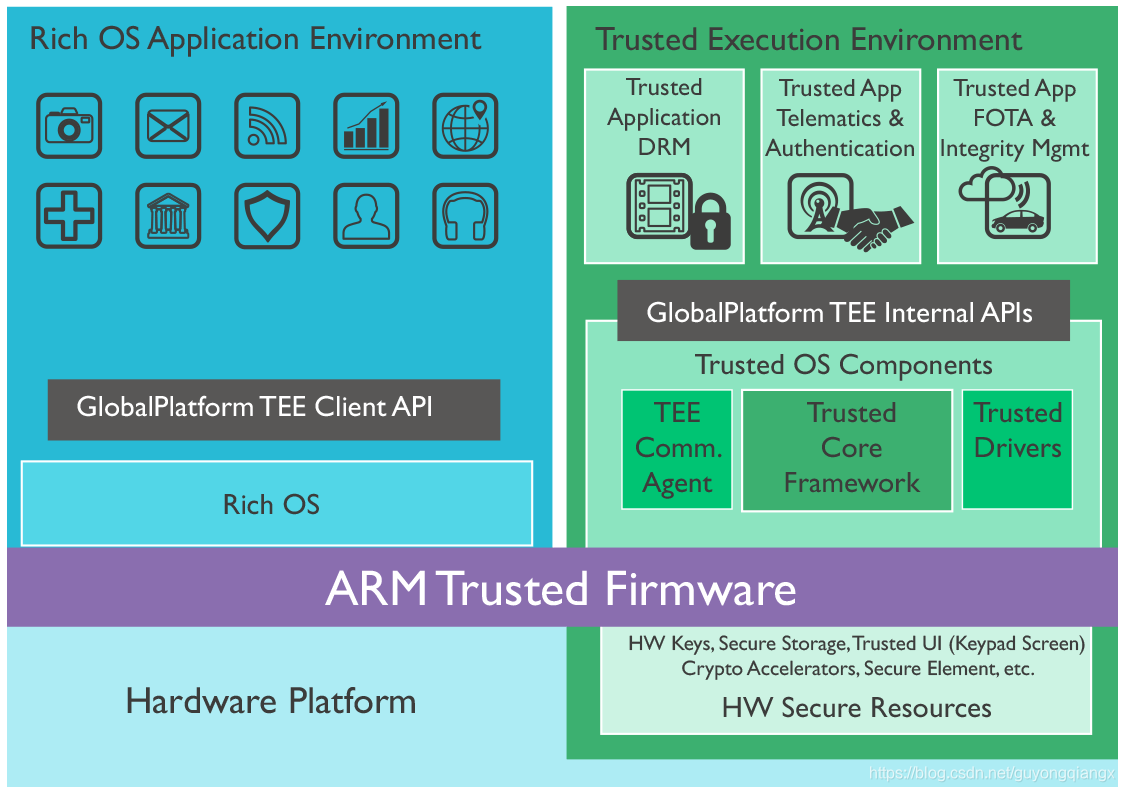 Rich OS Application Environment
Trusted Execution Environment
Trusted
Application
DRM
Trusted App
Telematics &
Authentication
Trusted App
FOTA &
Integrity Mgmt
GlobalPlatform TEE Internal APIs
Trusted OS Components
GlobalPlatform TEE Client API
TEE
Comm.
Agent
Trusted
Core
Framework
Trusted
Drivers
Rich OS
ARM Trusted Firmware
HW Keys, Secure Storage, Trusted UI (Keypad Screen)
Crypto Accelerators, Secure Element, etc.
HW Secure Resources
Hardware Platform
https://blog.csdn.net/guyongqiangx